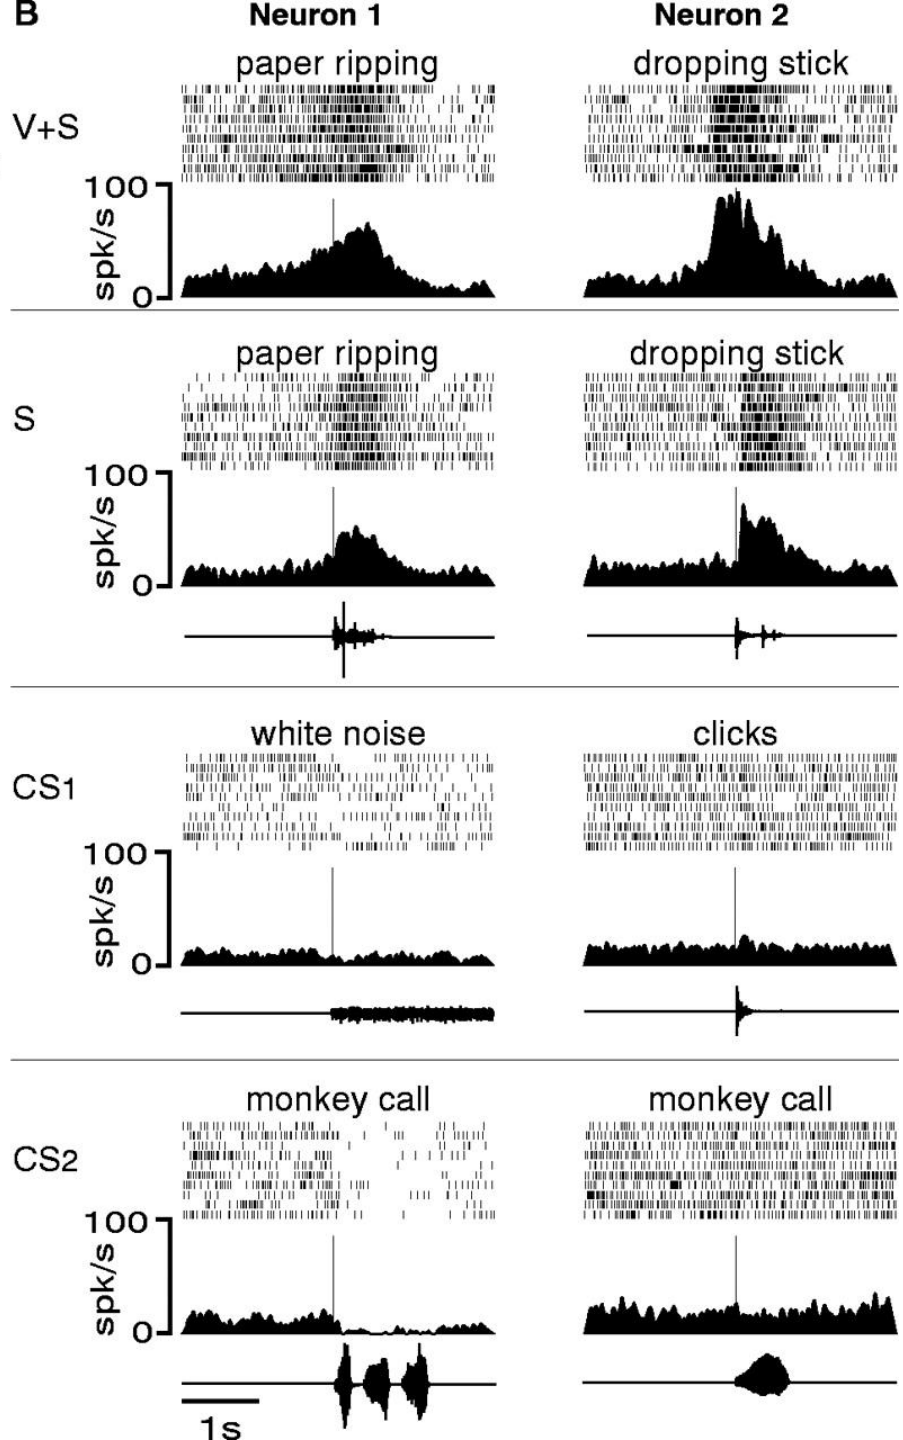 B
Neuron 1 Neuron 2
paper ripping dropping stick
V+S
100
spk/s
0
paper ripping dropping stick
S
100
spk/s
0
white noise clicks
CS1
100
spk/s
0
monkey call monkey call
CS2
100
spk/s
0
1s